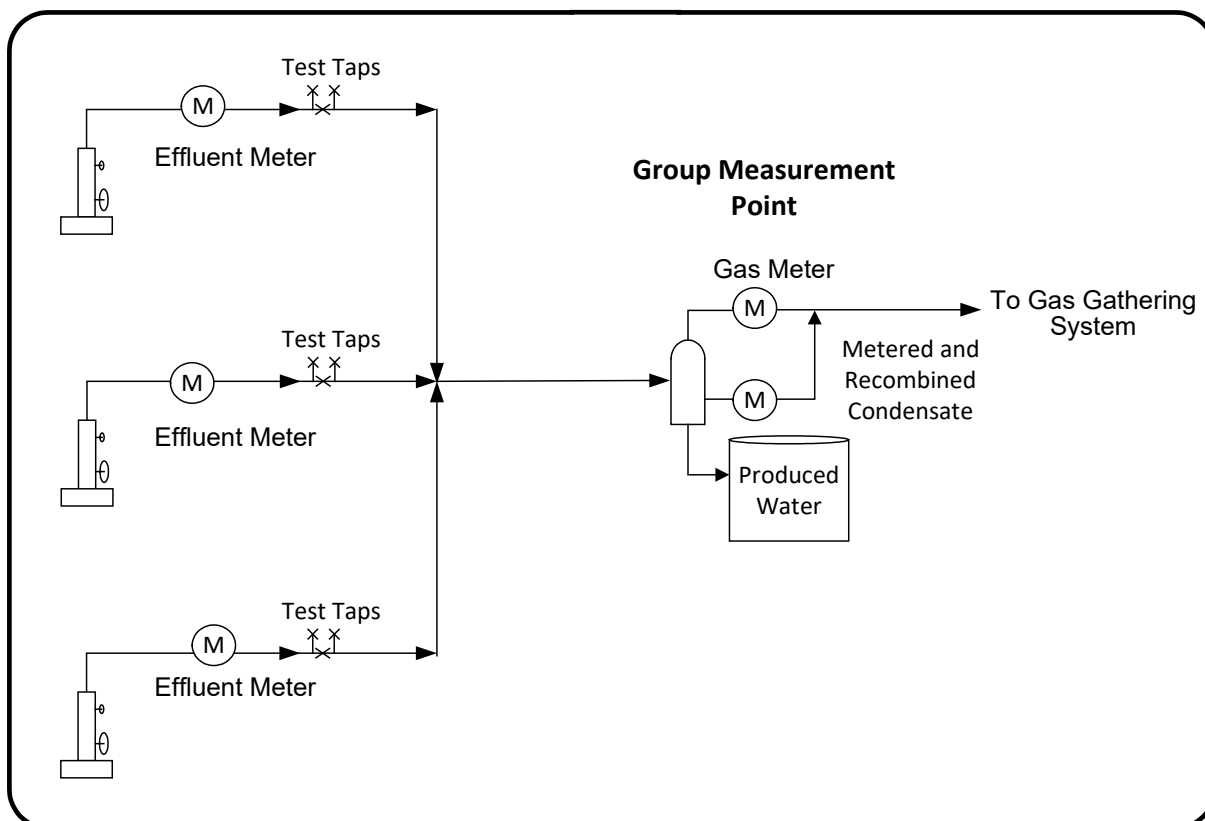 Test Taps
M
Effluent Meter
Group Measurement
Point
Gas Meter
M
To Gas Gathering
System
Test Taps
M
Effluent Meter
Metered and
Recombined
Condensate
M
Produced
Water
Test Taps
M
Effluent Meter